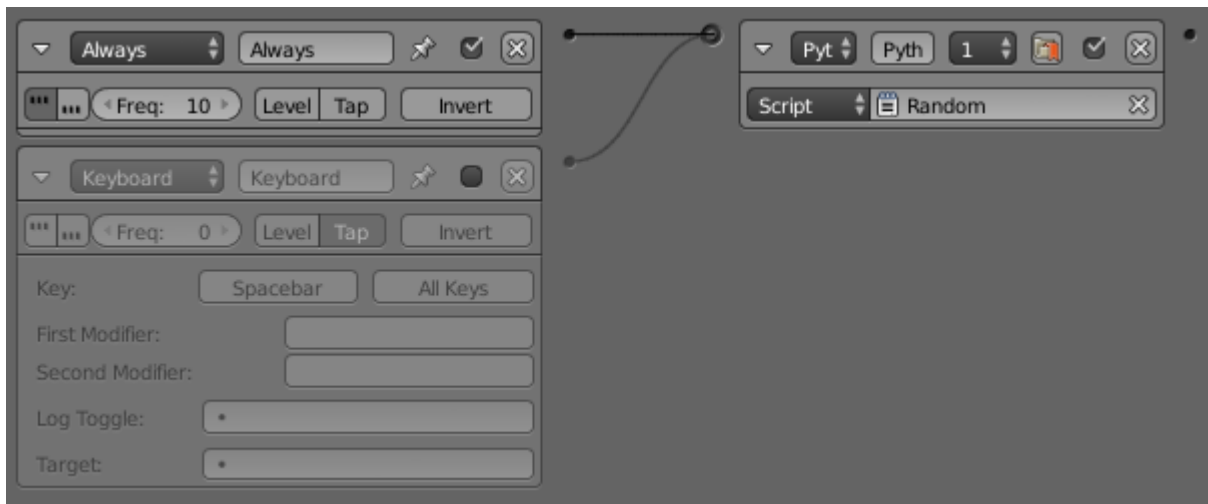 Always Always Pyt Pyth 1
Freq: 10 Level Tap Invert Script Random
Keyboard Keyboard
Freq: 0 Level Tap Invert
Key: Spacebar All Keys
First Modifier:
Second Modifier:
Log Toggle:
Target: